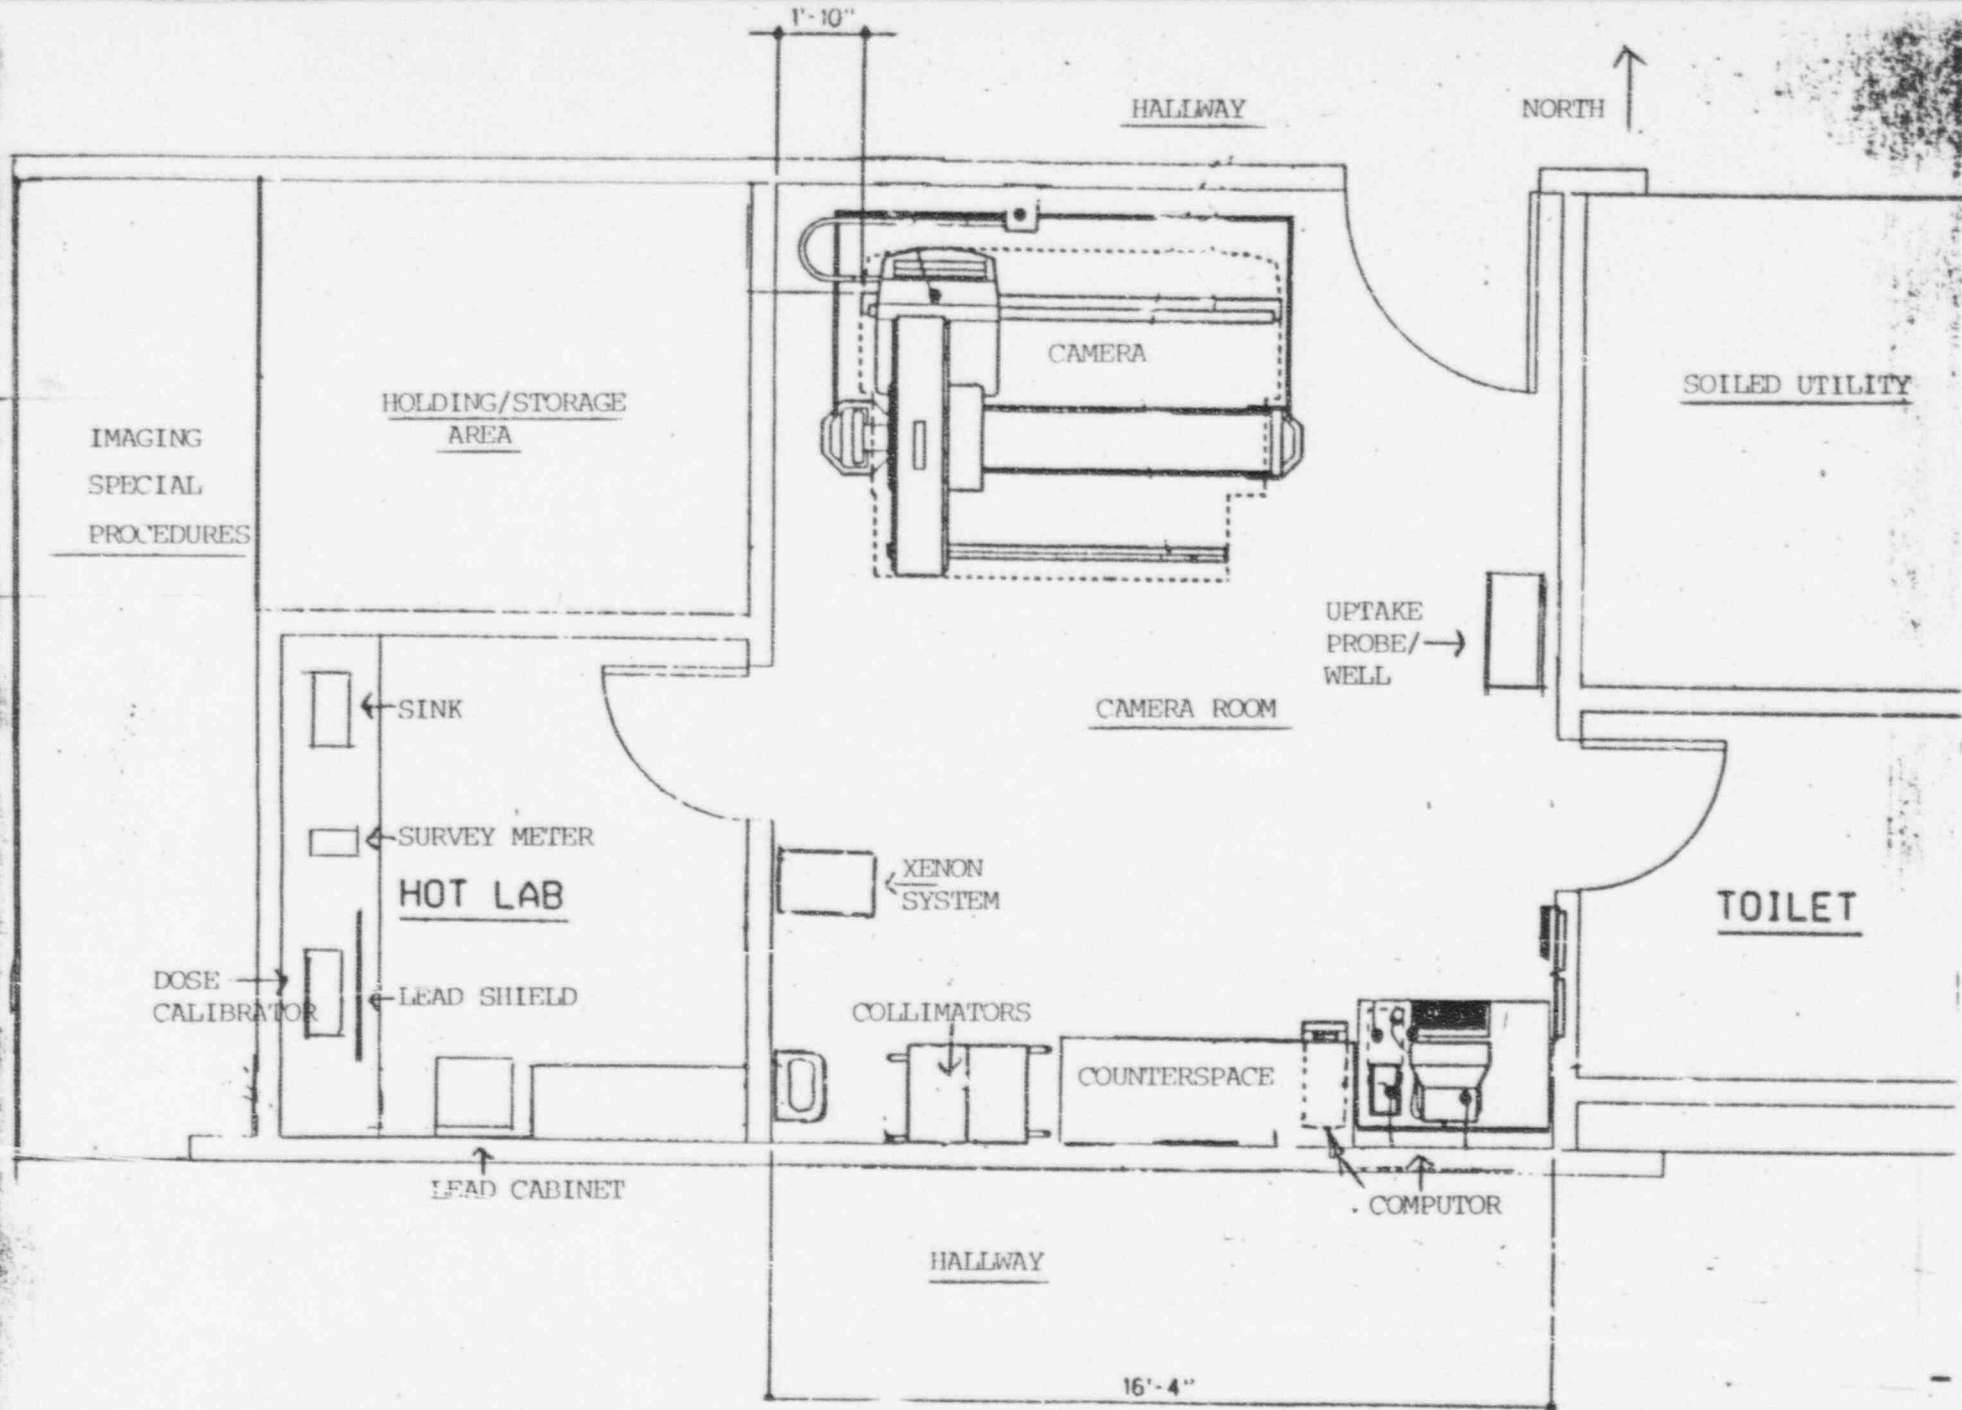 1'-10"
HALLWAY
NORTH
CAMERA
HOLDING/STORAGE
AREA
SOILED UTILITY
IMAGING
SPECIAL
PROCEDURES
UPTAKE
PROBE/
WELL
SINK
CAMERA ROOM
SURVEY METER
HOT LAB
XENON
SYSTEM
TOILET
DOSE
CALIBRATOR
LEAD SHIELD
COLLIMATORS
COUNTERSPACE
LEAD CABINET
COMPUTOR
HALLWAY
16'-4"